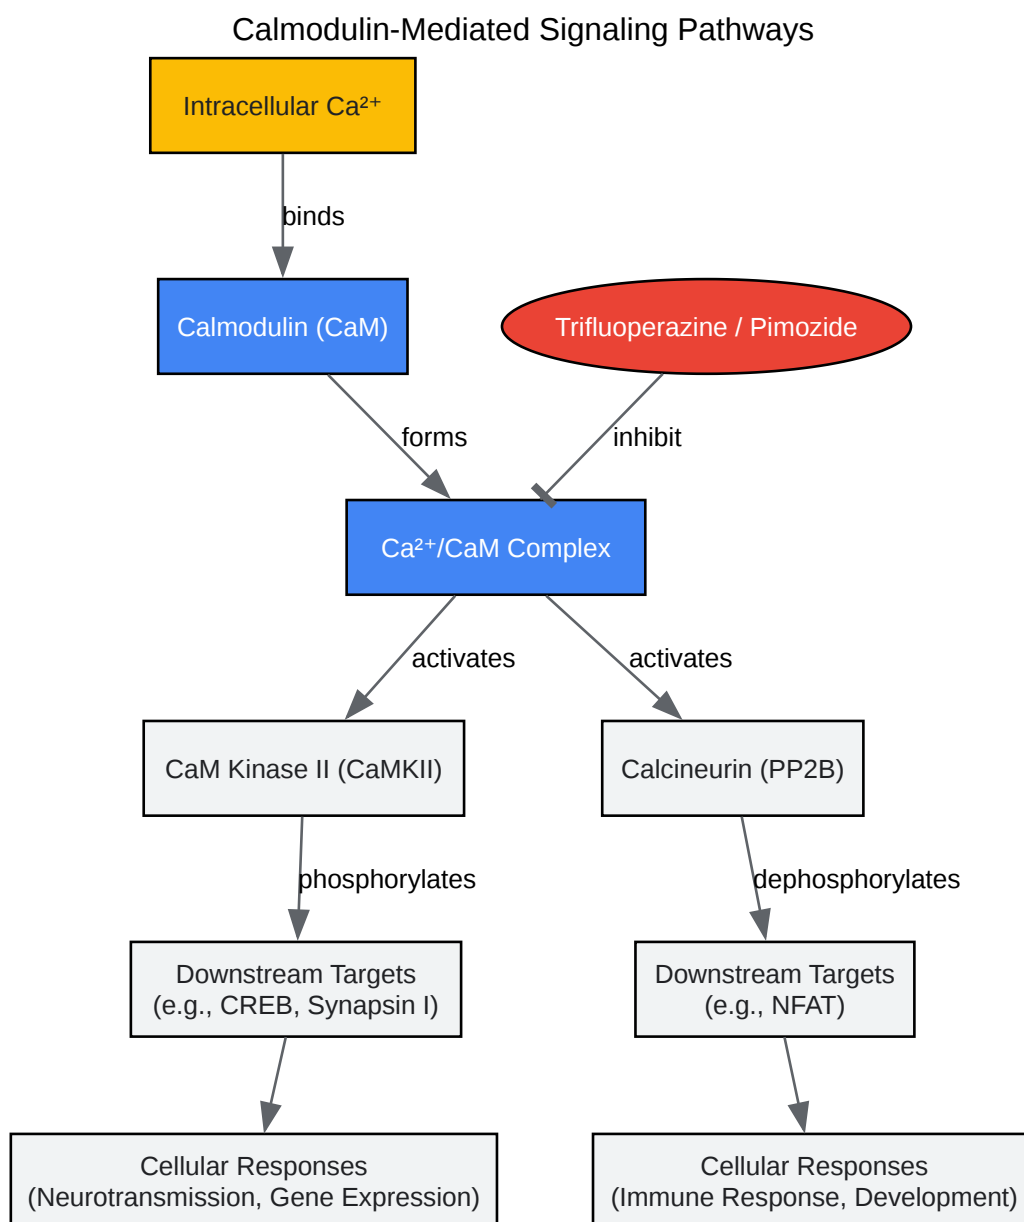 Calmodulin-Mediated Signaling Pathways
Intracellular Ca²⁺
binds
Calmodulin (CaM)
Trifluoperazine / Pimozide
forms
inhibit
Ca²⁺/CaM Complex
activates
activates
CaM Kinase II (CaMKII)
Calcineurin (PP2B)
phosphorylates
dephosphorylates
Downstream Targets
(e.g., CREB, Synapsin I)
Downstream Targets
(e.g., NFAT)
Cellular Responses
(Neurotransmission, Gene Expression)
Cellular Responses
(Immune Response, Development)